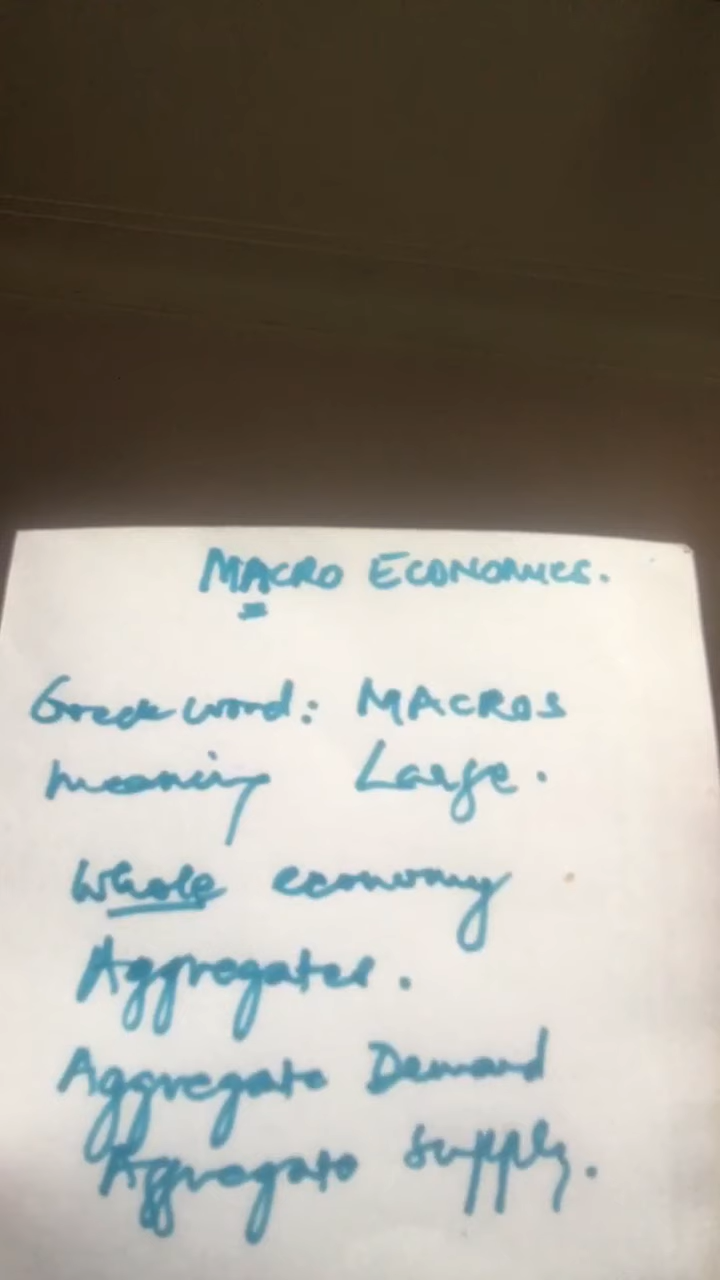 MACRO ECONOMICS.
Greek word: MACROS
meaning Large.
Whole economy
Aggregates.
Aggregate Demand
Aggregate supply.